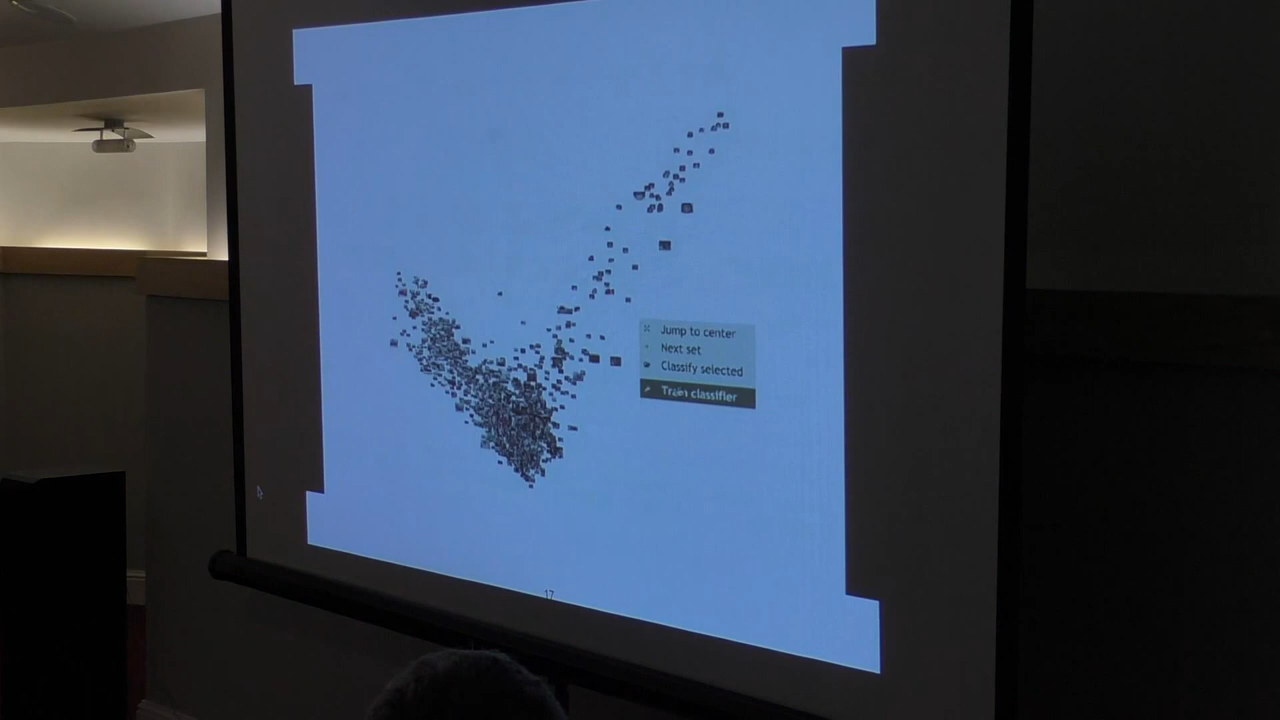 Jump to center
Next set
Classify selected
Train classifier
17